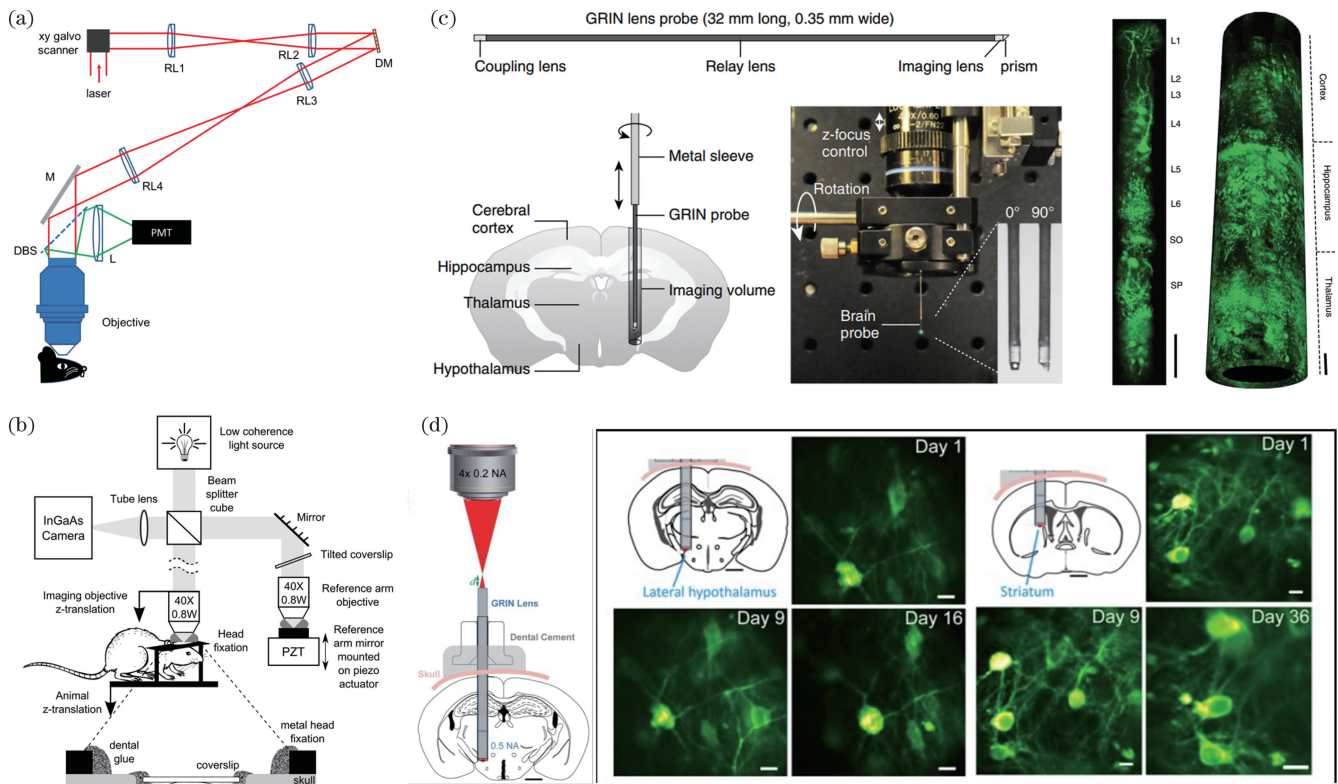 (a)
xy galvo
scanner
laser
RL1
RL2
DM
RL3
RL4
M
DBS
L
PMT
Objective
(b)
Low coherence
light source
Beam
splitter
cube
Tube lens
InGaAs
Camera
Mirror
Tilted coverslip
Imaging objective
z-translation
40X
0.8W
40X
0.8W
Reference arm
objective
Head
fixation
PZT
Reference
arm mirror
mounted
on piezo
actuator
Animal
z-translation
dental
glue
coverslip
metal head
fixation
skull
(c)
GRIN lens probe (32 mm long, 0.35 mm wide)
Coupling lens
Relay lens
Imaging lens
prism
Metal sleeve
GRIN probe
Imaging volume
Cerebral
cortex
Hippocampus
Thalamus
Hypothalamus
z-focus
control
Rotation
Brain
probe
0°
90°
L1
L2
L3
L4
L5
L6
SO
SP
Cortex
Hippocampus
Thalamus
(d)
4x 0.2 NA
d
GRIN Lens
Dental Cement
Skull
0.5 NA
Lateral hypothalamus
Day 1
Striatum
Day 1
Day 9
Day 16
Day 9
Day 36